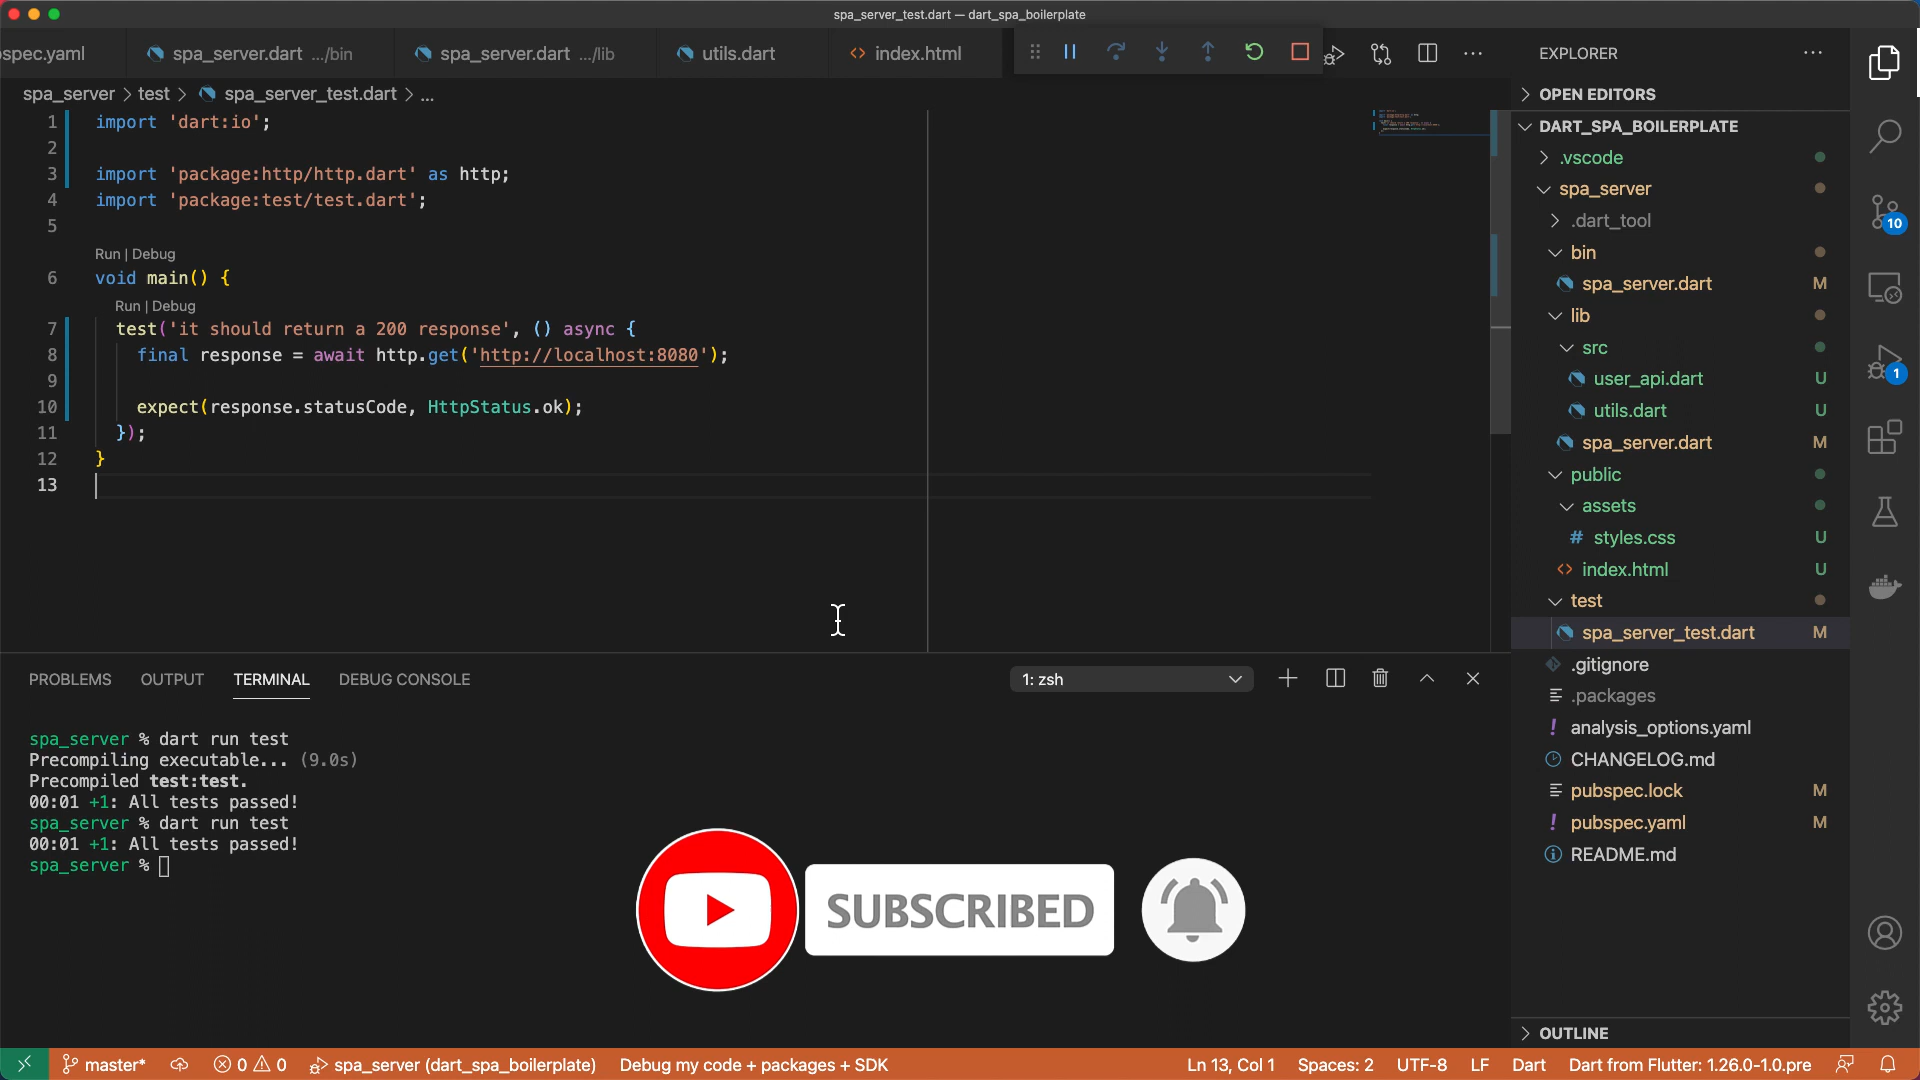 spa_server_test.dart — dart_spa_boilerplate
spec.yaml
spa_server.dart .../bin
spa_server.dart .../lib
utils.dart
<> index.html
spa_server > test > spa_server_test.dart > ...
1 import 'dart:io';
2
3 import 'package:http/http.dart' as http;
4 import 'package:test/test.dart';
5
Run | Debug
6 void main() {
Run | Debug
7 test('it should return a 200 response', () async {
8 final response = await http.get('http://localhost:8080');
9
10 expect(response.statusCode, HttpStatus.ok);
11 });
12 }
13
PROBLEMS OUTPUT TERMINAL DEBUG CONSOLE
1: zsh
spa_server % dart run test
Precompiling executable... (9.0s)
Precompiled test:test.
00:01 +1: All tests passed!
spa_server % dart run test
00:01 +1: All tests passed!
spa_server %
SUBSCRIBED
EXPLORER
OPEN EDITORS
DART_SPA_BOILERPLATE
.vscode
spa_server
.dart_tool
bin
spa_server.dart M
lib
src
user_api.dart U
utils.dart U
spa_server.dart M
public
assets
# styles.css U
<> index.html U
test
spa_server_test.dart M
.gitignore
.packages
! analysis_options.yaml
CHANGELOG.md
pubspec.lock M
! pubspec.yaml M
README.md
OUTLINE
10
1
master* 0 0 spa_server (dart_spa_boilerplate) Debug my code + packages + SDK
Ln 13, Col 1 Spaces: 2 UTF-8 LF Dart Dart from Flutter: 1.26.0-1.0.pre